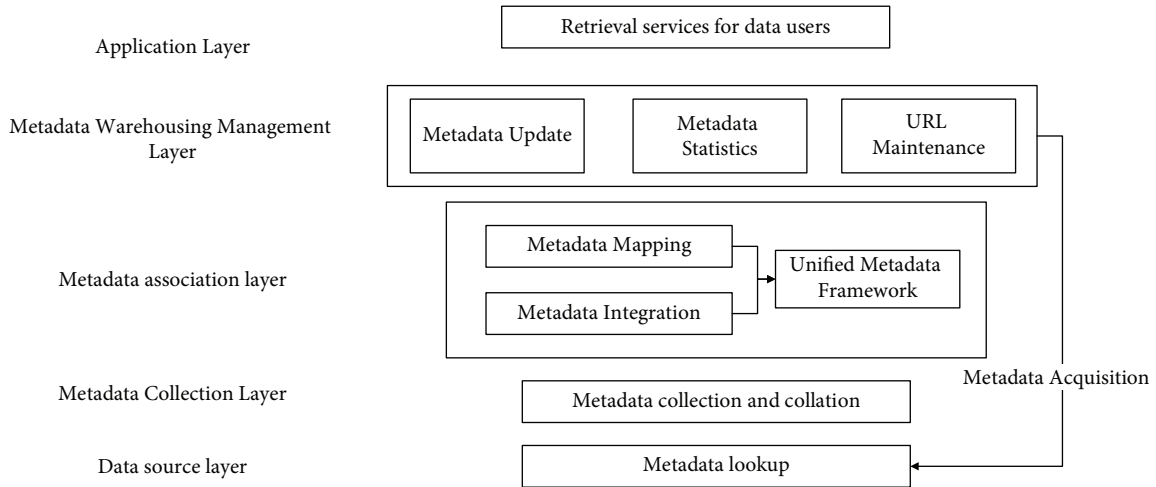 Application Layer
Retrieval services for data users
Metadata Warehousing Management
Layer
Metadata Update
Metadata
Statistics
URL
Maintenance
Metadata association layer
Metadata Mapping
Metadata Integration
Unified Metadata
Framework
Metadata Acquisition
Metadata Collection Layer
Metadata collection and collation
Data source layer
Metadata lookup